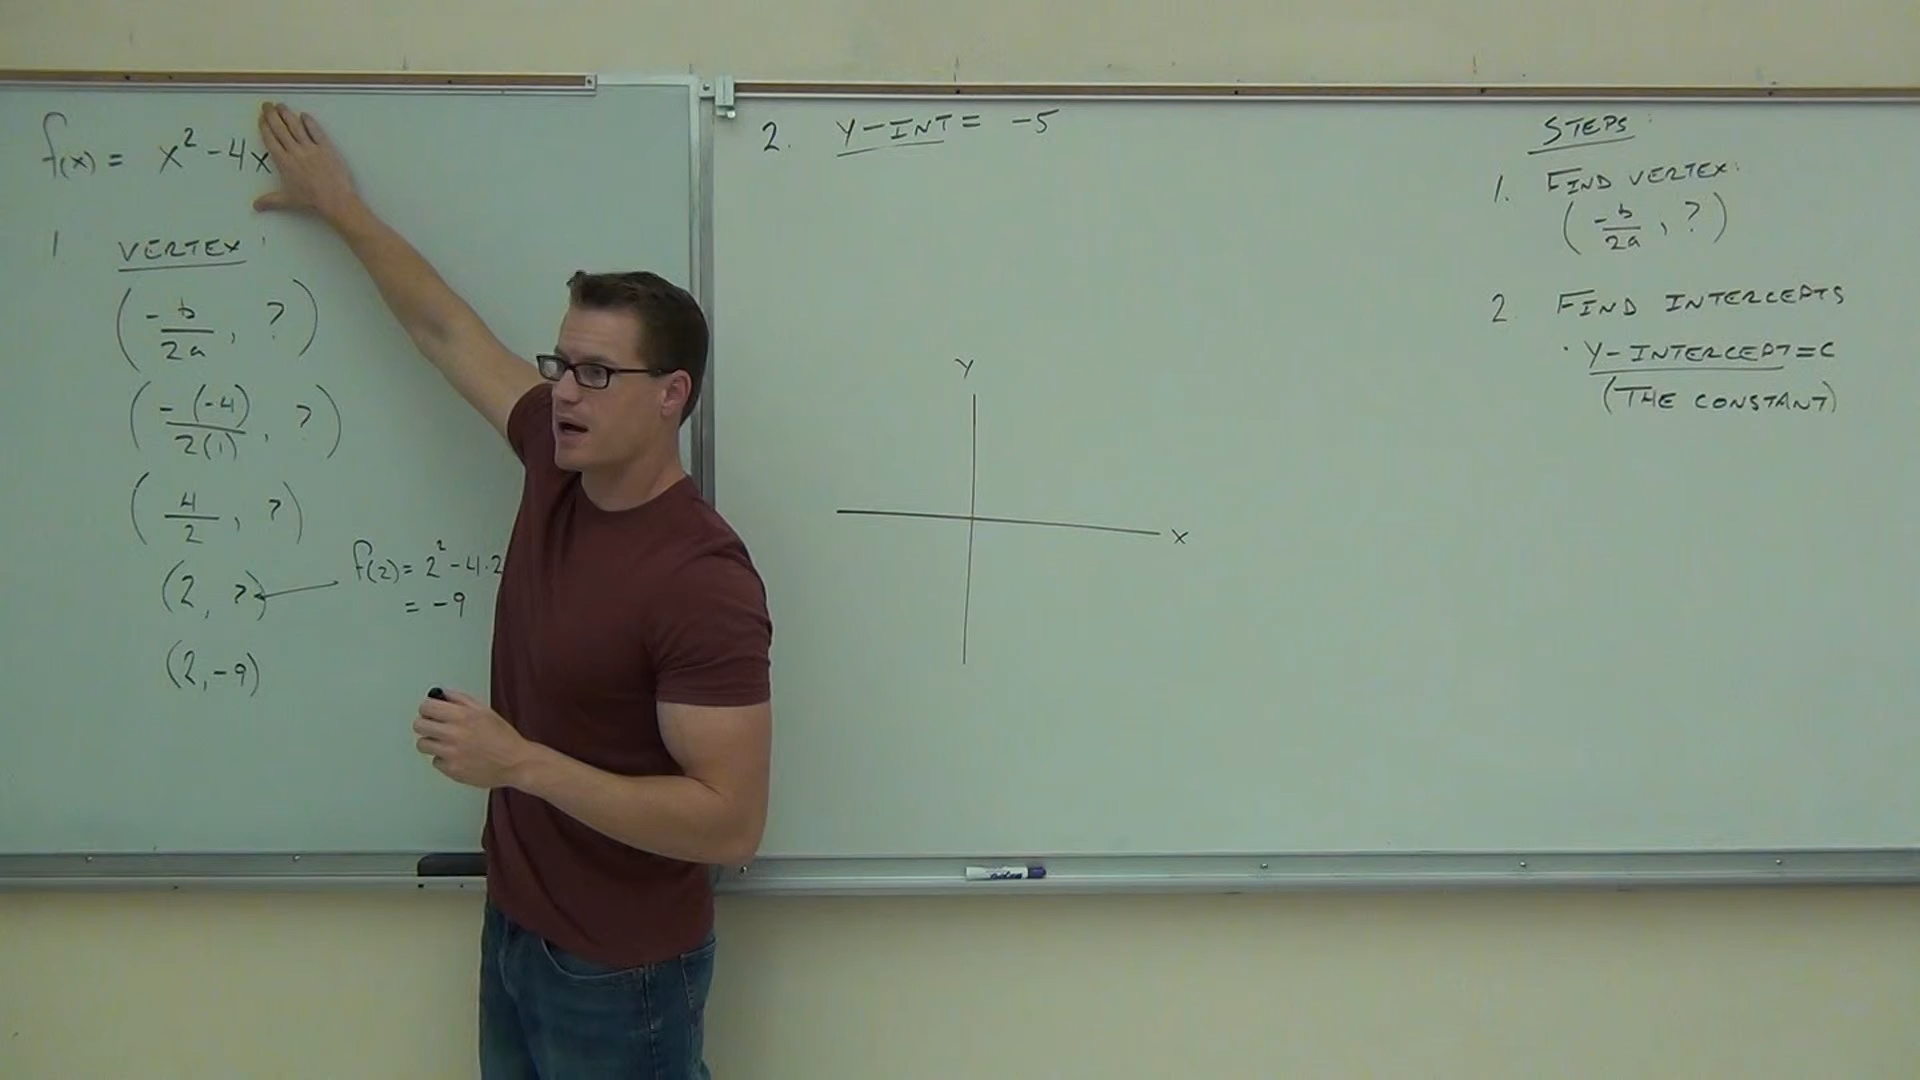 f(x) = x² - 4x
1 VERTEX:
(-b/2a, ?)
(-(-4)/2(1), ?)
(4/2, ?)
(2, ?)
f(2) = 2² - 4·2
= -9
(2, -9)
2. Y-INT = -5
Y
X
STEPS:
1. FIND VERTEX:
(-b/2a, ?)
2. FIND INTERCEPTS
· Y-INTERCEPT = C
(THE CONSTANT)